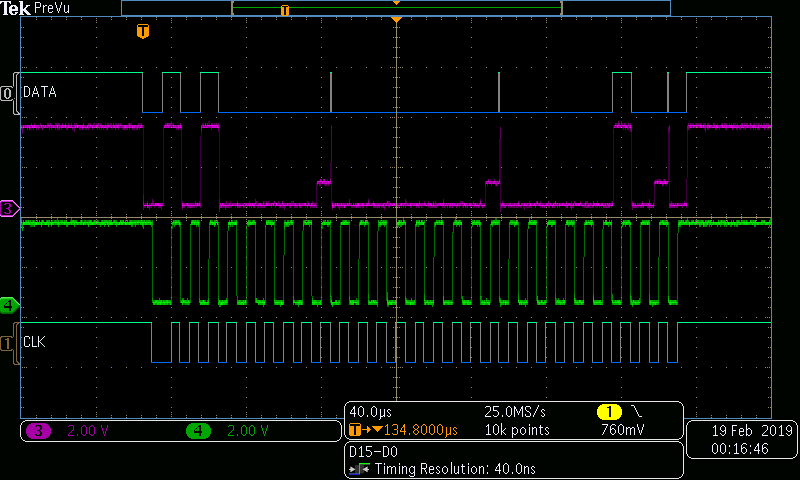 Tek PreVu
T
T
0 DATA
3
4
1 CLK
40.0µs 25.0MS/s 1
T→▼134.8000µs 10k points 760mV
3 2.00 V 4 2.00 V
19 Feb 2019
00:16:46
D15-D0
Timing Resolution: 40.0ns